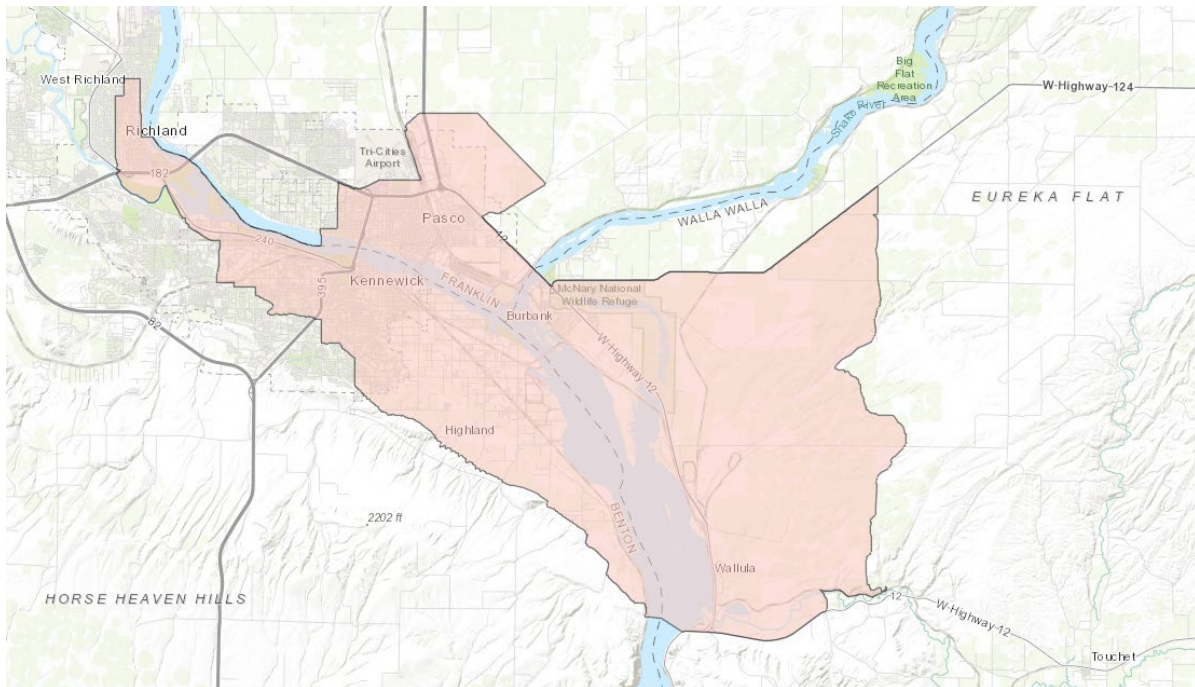 West Richland
Big
Flat
Recreation
Area
W-Highway-124
Snake River
Richland
Tri-Cities
Airport
182
EUREKA FLAT
WALLA WALLA
Pasco
12
240
Kennewick
395
FRANKLIN
McNary National
Wildlife Refuge
Burbank
82
W-Highway-12
Highland
2202 ft
BENTON
Wallula
HORSE HEAVEN HILLS
12
W-Highway-12
Touchet